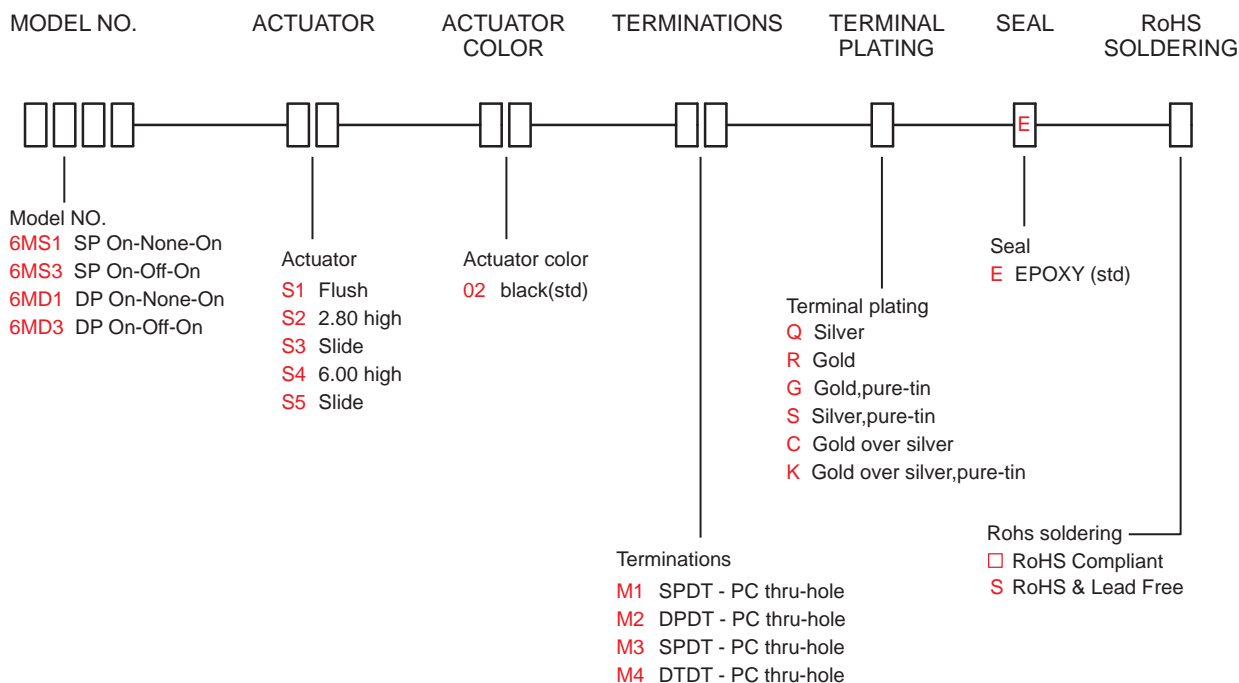 MODEL NO.
ACTUATOR
ACTUATOR
COLOR
TERMINATIONS
TERMINAL
PLATING
SEAL
RoHS
SOLDERING
E
Model NO.
6MS1 SP On-None-On
6MS3 SP On-Off-On
6MD1 DP On-None-On
6MD3 DP On-Off-On
Actuator
S1 Flush
S2 2.80 high
S3 Slide
S4 6.00 high
S5 Slide
Actuator color
02 black(std)
Terminations
M1 SPDT - PC thru-hole
M2 DPDT - PC thru-hole
M3 SPDT - PC thru-hole
M4 DTDT - PC thru-hole
Terminal plating
Q Silver
R Gold
G Gold,pure-tin
S Silver,pure-tin
C Gold over silver
K Gold over silver,pure-tin
Seal
E EPOXY (std)
Rohs soldering
□ RoHS Compliant
S RoHS & Lead Free